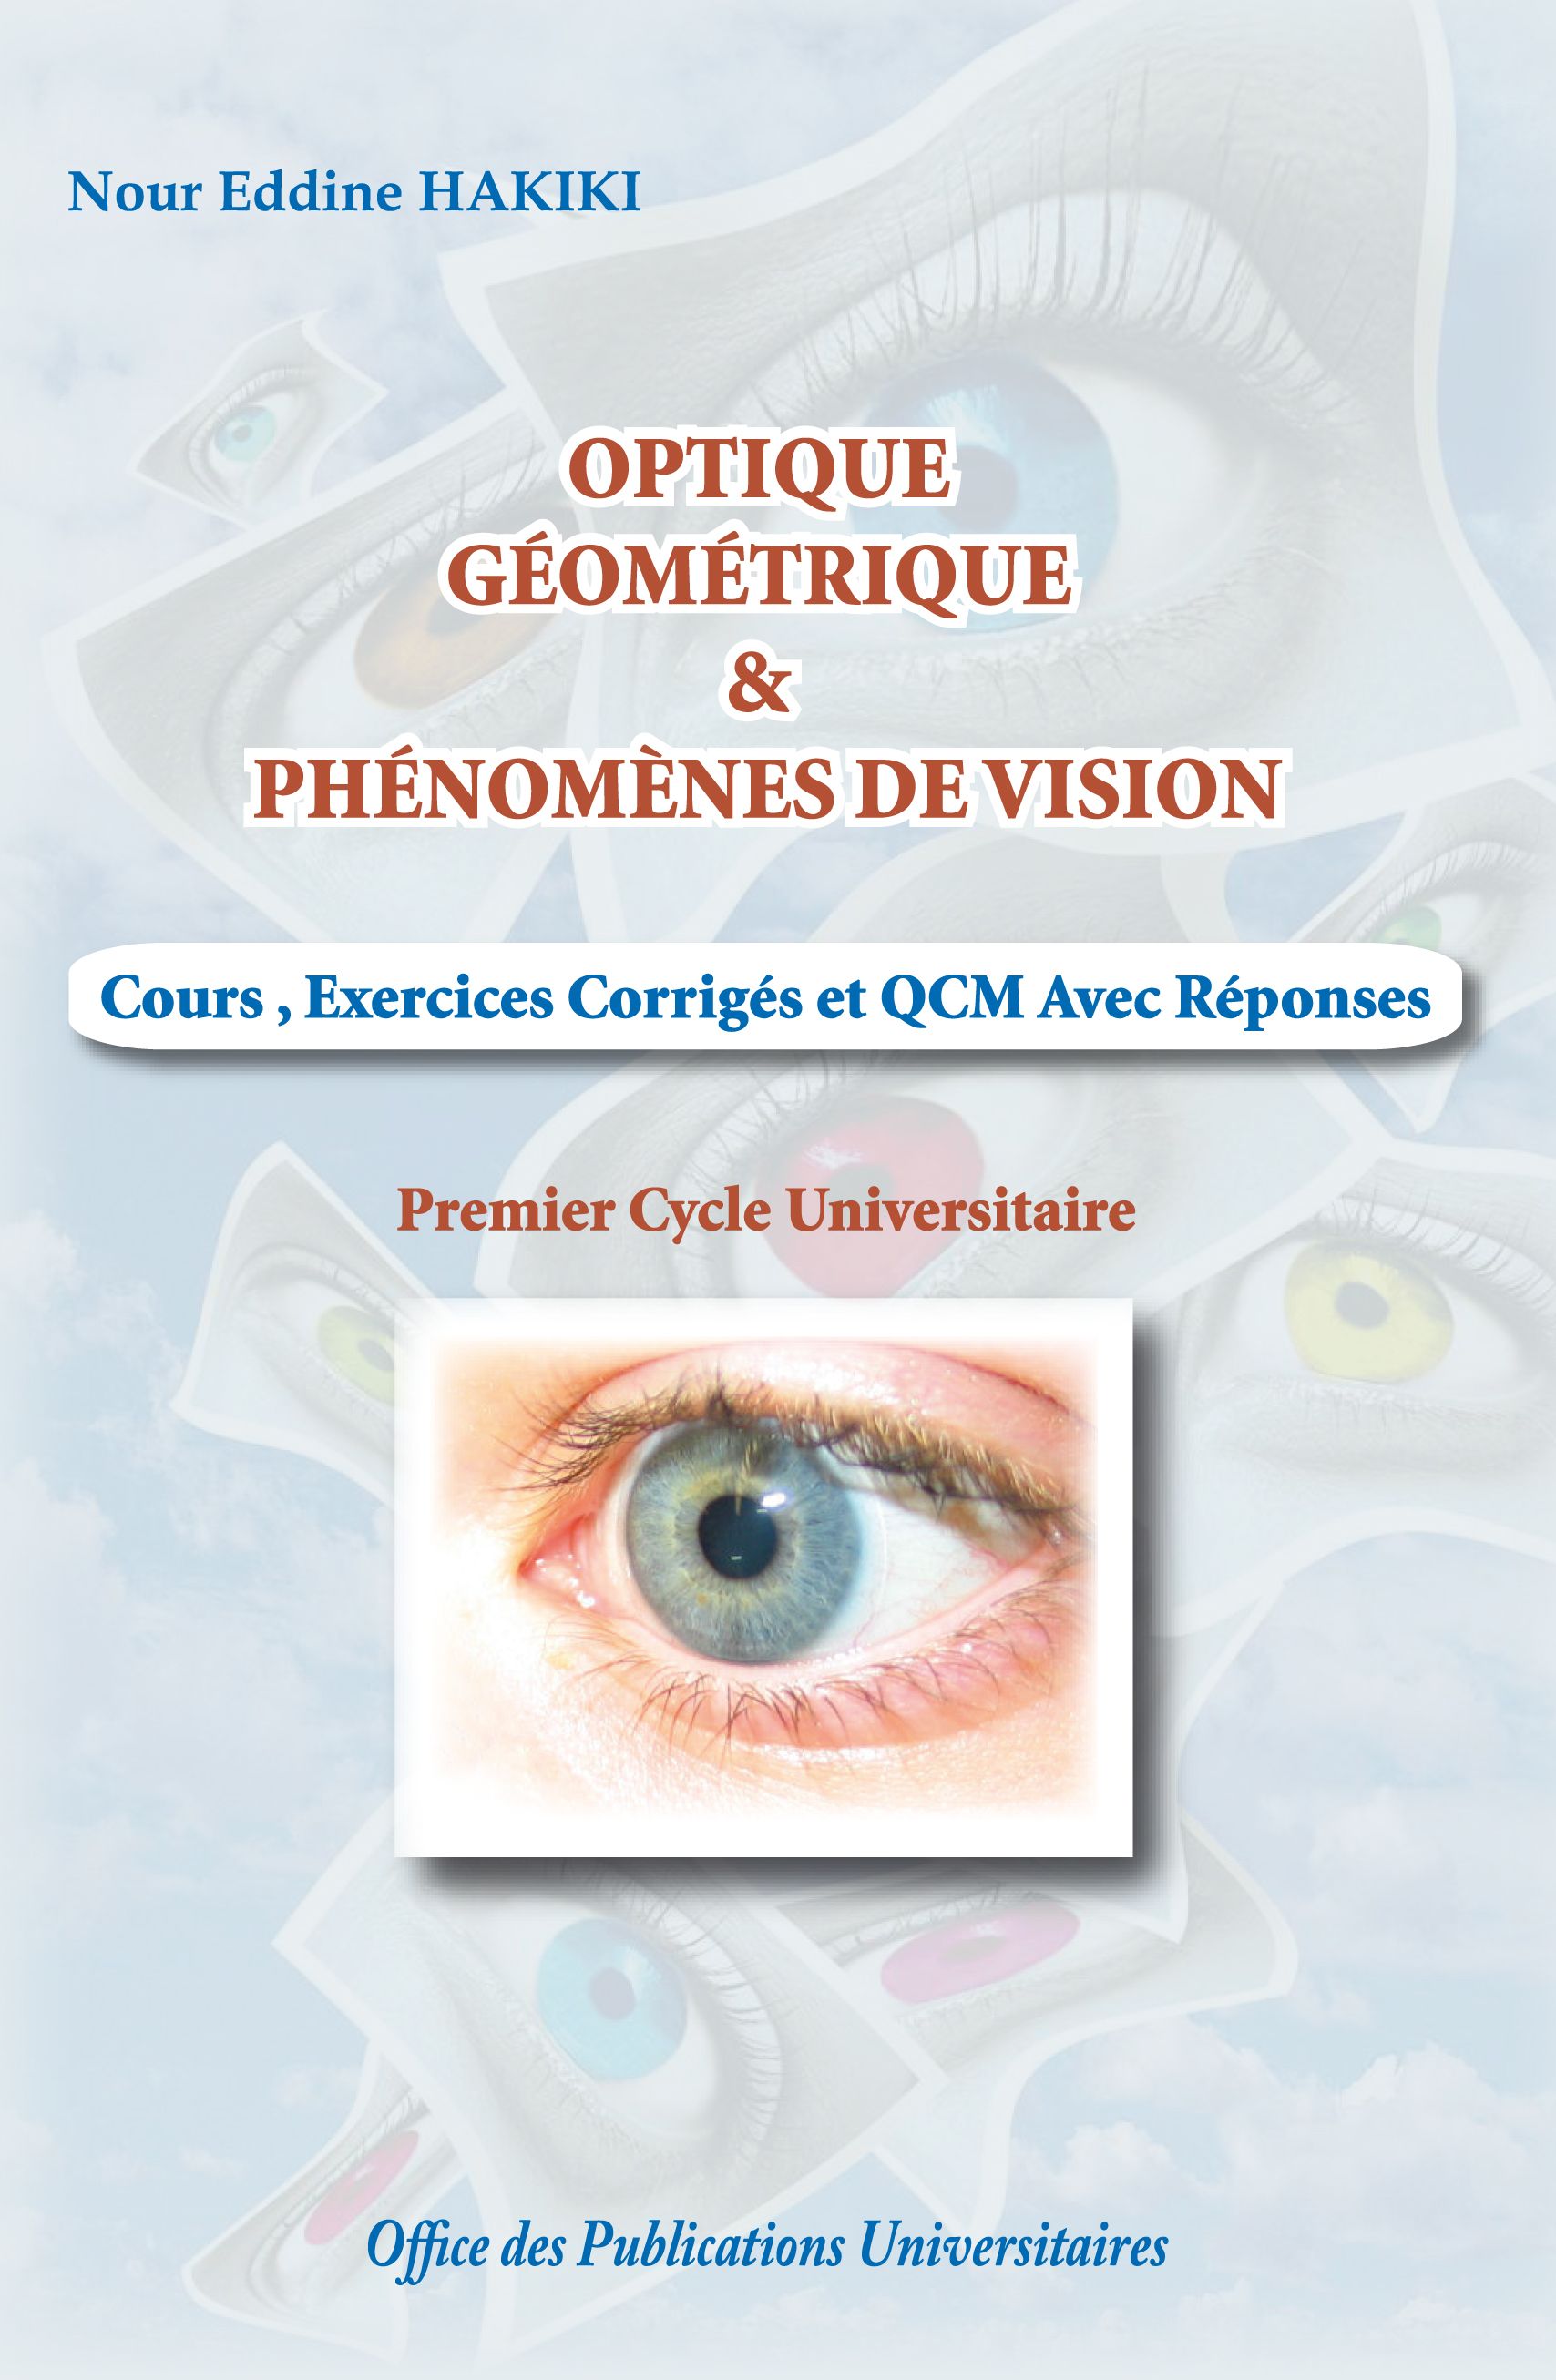 Nour Eddine HAKIKI
OPTIQUE
GÉOMÉTRIQUE
&
PHÉNOMÈNES DE VISION
Cours , Exercices Corrigés et QCM Avec Réponses
Premier Cycle Universitaire
Office des Publications Universitaires